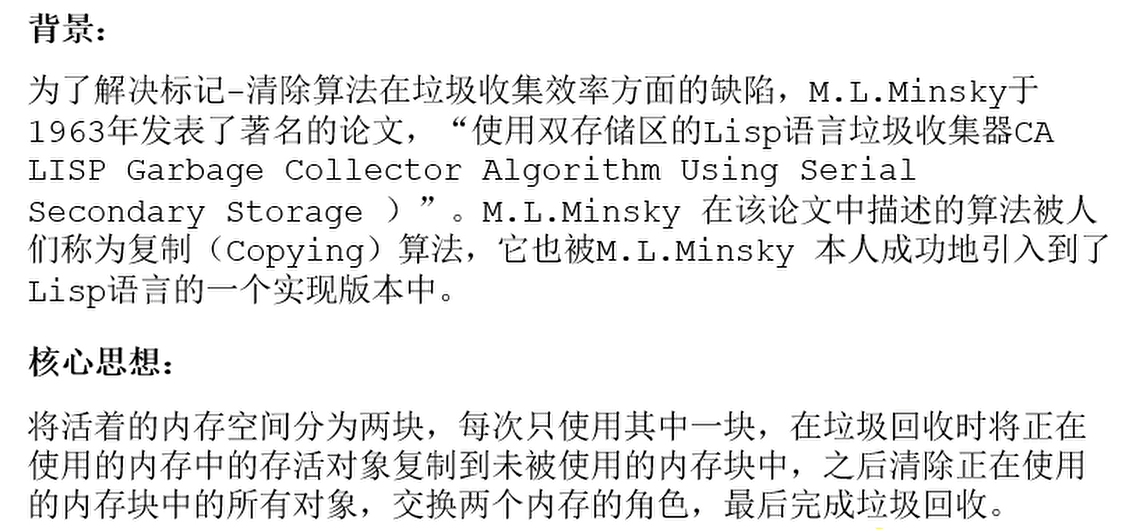 背景：
为了解决标记-清除算法在垃圾收集效率方面的缺陷，M.L.Minsky于
1963年发表了著名的论文，“使用双存储区的Lisp语言垃圾收集器CA
LISP Garbage Collector Algorithm Using Serial
Secondary Storage ）”。M.L.Minsky 在该论文中描述的算法被人
们称为复制（Copying）算法，它也被M.L.Minsky 本人成功地引入到了
Lisp语言的一个实现版本中。
核心思想：
将活着的内存空间分为两块，每次只使用其中一块，在垃圾回收时将正在
使用的内存中的存活对象复制到未被使用的内存块中，之后清除正在使用
的内存块中的所有对象，交换两个内存的角色，最后完成垃圾回收。